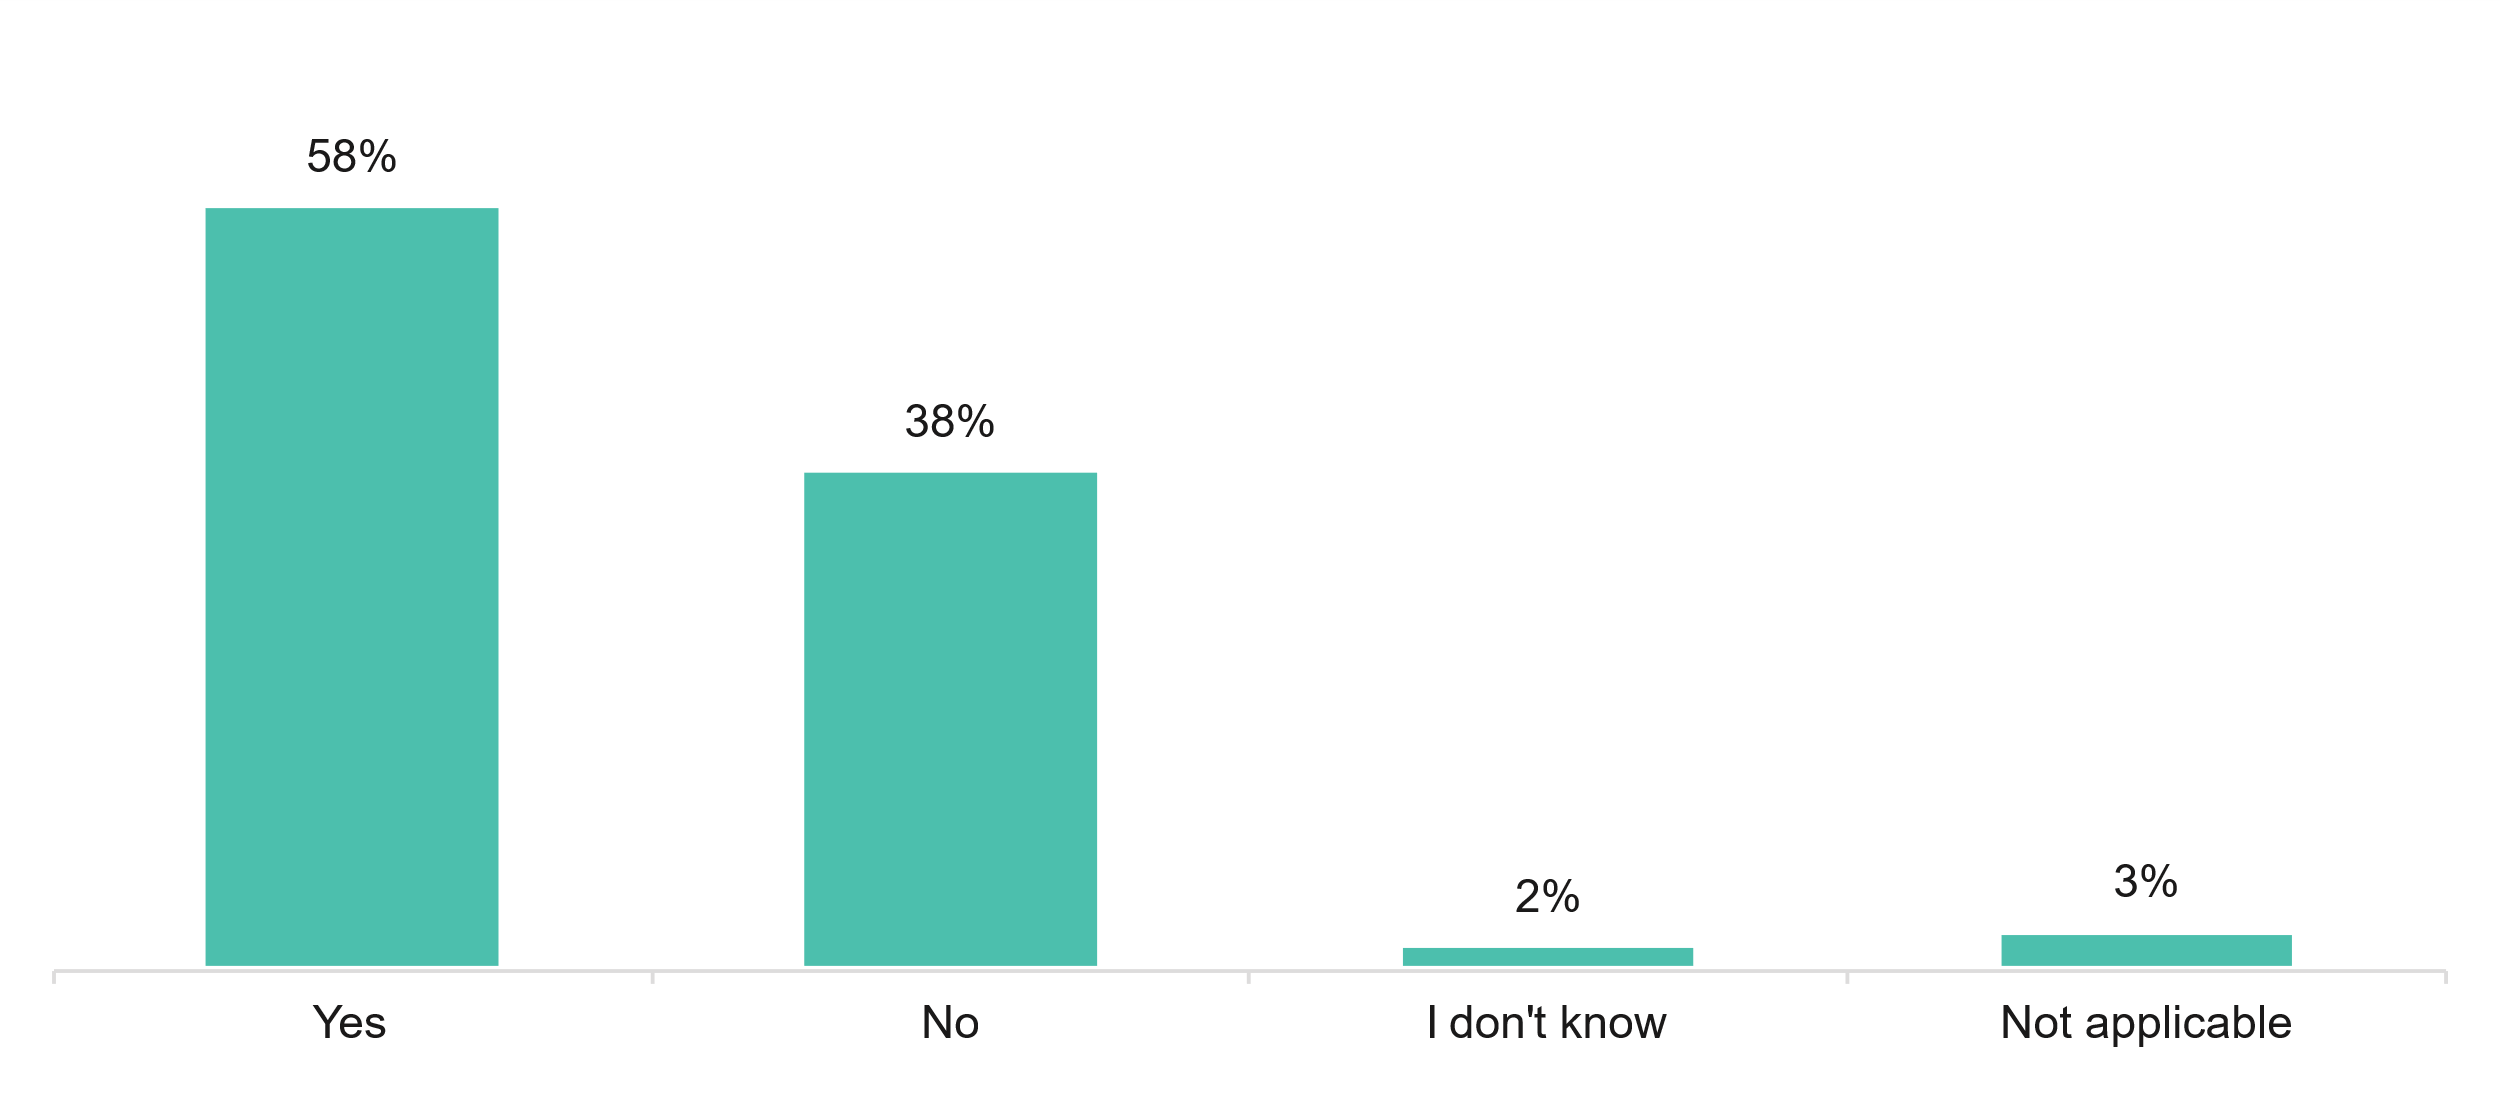 58%
38%
2%
3%
Yes
No
I don't know
Not applicable